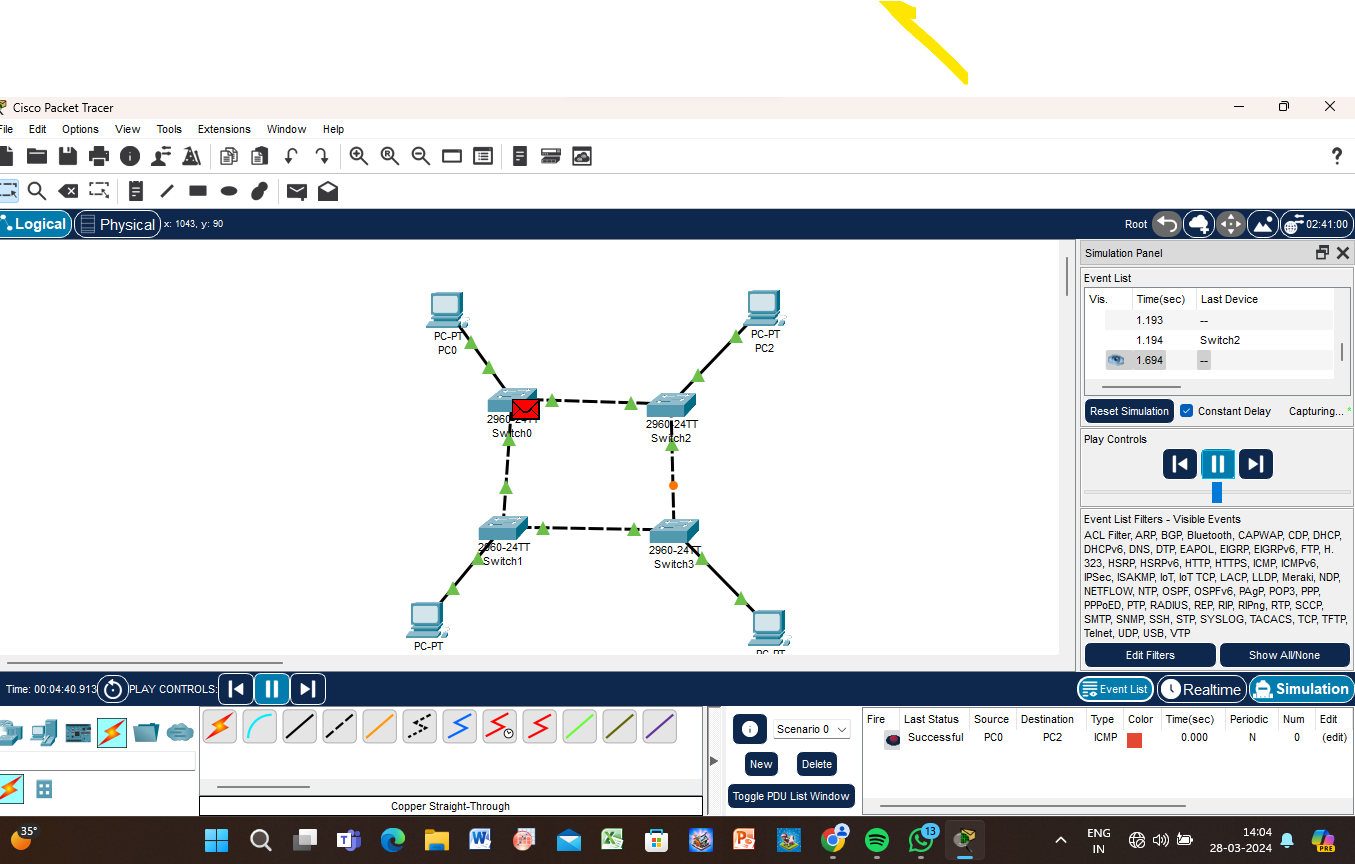 Cisco Packet Tracer
File Edit Options View Tools Extensions Window Help
Logical Physical x: 1043, y: 90 Root 02:41:00
Simulation Panel
Event List
Vis. Time(sec) Last Device
1.193 --
1.194 Switch2
1.694 --
Reset Simulation Constant Delay Capturing... *
Play Controls
Event List Filters - Visible Events
ACL Filter, ARP, BGP, Bluetooth, CAPWAP, CDP, DHCP,
DHCPv6, DNS, DTP, EAPOL, EIGRP, EIGRPv6, FTP, H.
323, HSRP, HSRPv6, HTTP, HTTPS, ICMP, ICMPv6,
IPSec, ISAKMP, IoT, IoT TCP, LACP, LLDP, Meraki, NDP,
NETFLOW, NTP, OSPF, OSPFv6, PAgP, POP3, PPP,
PPPoED, PTP, RADIUS, REP, RIP, RIPng, RTP, SCCP,
SMTP, SNMP, SSH, STP, SYSLOG, TACACS, TCP, TFTP,
Telnet, UDP, USB, VTP
Edit Filters Show All/None
PC-PT
PC0
PC-PT
PC2
2960-24TT
Switch0
2960-24TT
Switch2
2960-24TT
Switch1
2960-24TT
Switch3
PC-PT
PC-PT
Time: 00:04:40.913 PLAY CONTROLS: Event List Realtime Simulation
Scenario 0
New Delete
Toggle PDU List Window
Fire Last Status Source Destination Type Color Time(sec) Periodic Num Edit
Successful PC0 PC2 ICMP 0.000 N 0 (edit)
Copper Straight-Through
35°
13
ENG
IN
14:04
28-03-2024
PRE